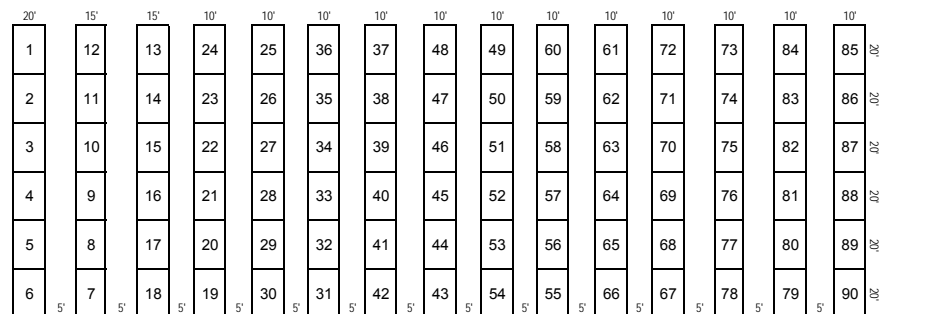 20' 15' 15' 10' 10' 10' 10' 10' 10' 10' 10' 10' 10' 10' 10'
1 12 13 24 25 36 37 48 49 60 61 72 73 84 85 20'
2 11 14 23 26 35 38 47 50 59 62 71 74 83 86 20'
3 10 15 22 27 34 39 46 51 58 63 70 75 82 87 20'
4 9 16 21 28 33 40 45 52 57 64 69 76 81 88 20'
5 8 17 20 29 32 41 44 53 56 65 68 77 80 89 20'
6 7 18 19 30 31 42 43 54 55 66 67 78 79 90 20'
5' 5' 5' 5' 5' 5' 5' 5' 5' 5' 5' 5' 5' 5'